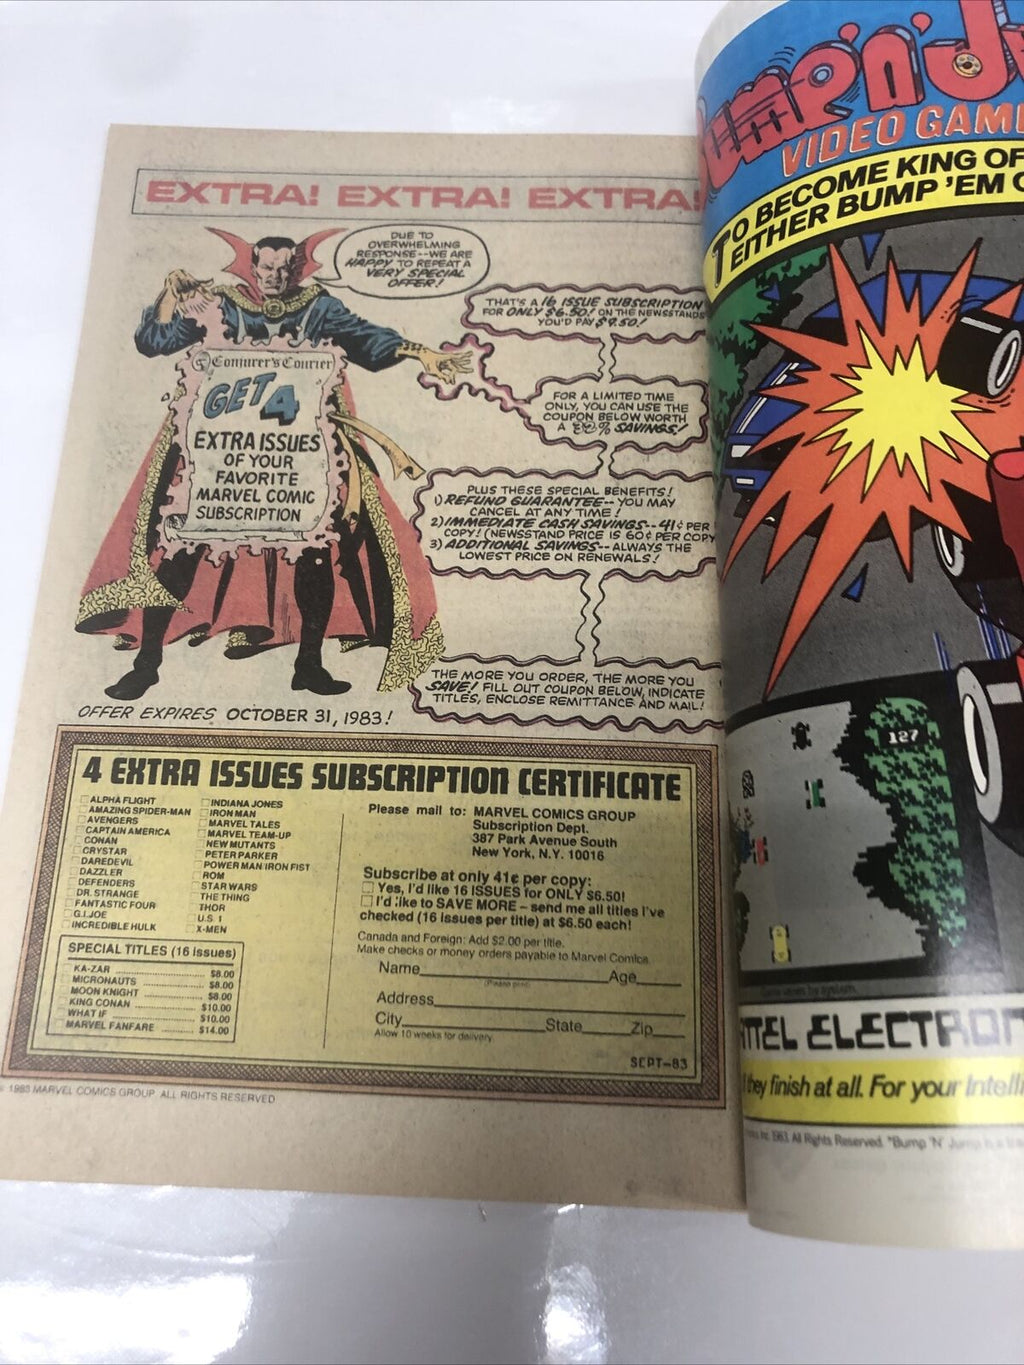 EXTRA! EXTRA! EXTRA!
DUE TO
OVERWHELMING
RESPONSE--WE ARE
HAPPY TO REPEAT A
VERY SPECIAL
OFFER!
THAT'S A 16 ISSUE SUBSCRIPTION
FOR ONLY $6.50! ON THE NEWSSTANDS
YOU'D PAY $9.50!
Conjurer's Courier
GET 4
EXTRA ISSUES
OF YOUR
FAVORITE
MARVEL COMIC
SUBSCRIPTION
FOR A LIMITED TIME
ONLY, YOU CAN USE THE
COUPON BELOW WORTH
A % SAVINGS!
PLUS THESE SPECIAL BENEFITS!
1) REFUND GUARANTEE-- YOU MAY
CANCEL AT ANY TIME!
2) IMMEDIATE CASH SAVINGS--41¢ PER
COPY! (NEWSSTAND PRICE IS 60¢ PER COPY
3) ADDITIONAL SAVINGS--ALWAYS THE
LOWEST PRICE ON RENEWALS!
THE MORE YOU ORDER, THE MORE YOU
SAVE! FILL OUT COUPON BELOW, INDICATE
TITLES, ENCLOSE REMITTANCE AND MAIL!
OFFER EXPIRES OCTOBER 31, 1983!
4 EXTRA ISSUES SUBSCRIPTION CERTIFICATE
ALPHA FLIGHT
AMAZING SPIDER-MAN
AVENGERS
CAPTAIN AMERICA
CONAN
CRYSTAR
DAREDEVIL
DAZZLER
DEFENDERS
DR. STRANGE
FANTASTIC FOUR
G.I. JOE
INCREDIBLE HULK
INDIANA JONES
IRON MAN
MARVEL TALES
MARVEL TEAM-UP
NEW MUTANTS
PETER PARKER
POWER MAN/IRON FIST
ROM
STAR WARS
THE THING
THOR
U.S. 1
X-MEN
SPECIAL TITLES (16 issues)
KA-ZAR $8.00
MICRONAUTS $8.00
MOON KNIGHT $8.00
KING CONAN $10.00
WHAT IF $10.00
MARVEL FANFARE $14.00
Please mail to: MARVEL COMICS GROUP
Subscription Dept.
387 Park Avenue South
New York, N.Y. 10016
Subscribe at only 41¢ per copy:
Yes, I'd like 16 ISSUES for ONLY $6.50!
I'd like to SAVE MORE – send me all titles I've
checked (16 issues per title) at $6.50 each!
Canada and Foreign: Add $2.00 per title.
Make checks or money orders payable to Marvel Comics.
Name Age
(Please print)
Address
City State Zip
Allow 10 weeks for delivery
SEPT-83
© 1983 MARVEL COMICS GROUP ALL RIGHTS RESERVED
Bump 'n' Ju
VIDEO GAM
TO BECOME KING OF
EITHER BUMP 'EM O
127
TTEL ELECTRON
they finish at all. For your Intelli
Inc. 1983. All Rights Reserved. "Bump 'N' Jump is a